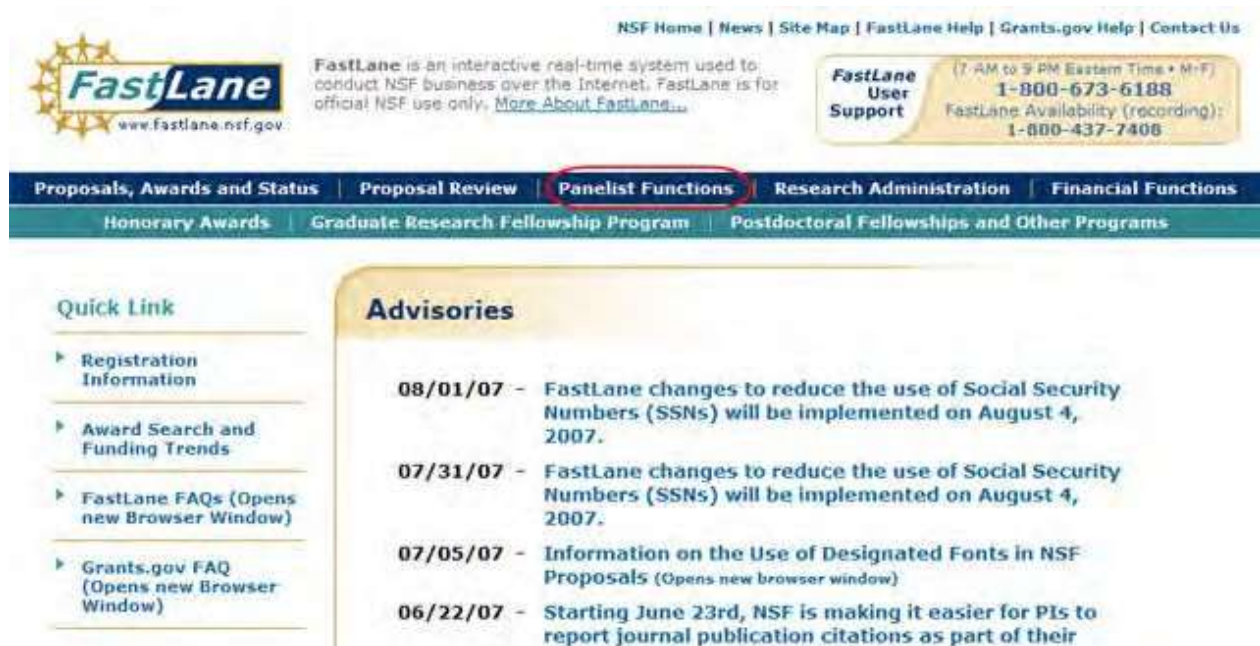 NSF Home | News | Site Map | FastLane Help | Grants.gov Help | Contact Us
FastLane
www.fastlane.nsf.gov
FastLane is an interactive real-time system used to
conduct NSF business over the Internet. FastLane is for
official NSF use only. More About FastLane...
FastLane
User
Support
(7 AM to 9 PM Eastern Time • M-F)
1-800-673-6188
FastLane Availability (recording):
1-800-437-7408
Proposals, Awards and Status | Proposal Review | Panelist Functions | Research Administration | Financial Functions
Honorary Awards | Graduate Research Fellowship Program | Postdoctoral Fellowships and Other Programs
Quick Link
Registration
Information
Award Search and
Funding Trends
FastLane FAQs (Opens
new Browser Window)
Grants.gov FAQ
(Opens new Browser
Window)
Advisories
08/01/07 - FastLane changes to reduce the use of Social Security
Numbers (SSNs) will be implemented on August 4,
2007.
07/31/07 - FastLane changes to reduce the use of Social Security
Numbers (SSNs) will be implemented on August 4,
2007.
07/05/07 - Information on the Use of Designated Fonts in NSF
Proposals (Opens new browser window)
06/22/07 - Starting June 23rd, NSF is making it easier for PIs to
report journal publication citations as part of their